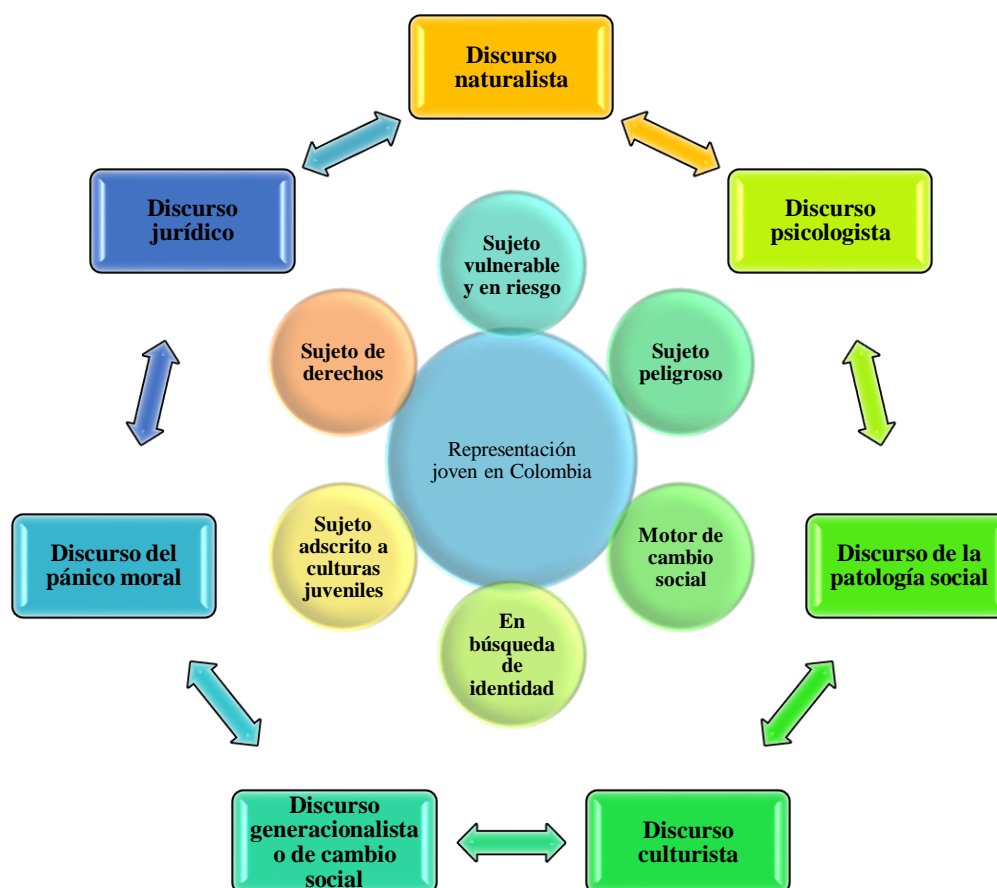 Discurso
naturalista
Discurso
jurídico
Discurso
psicologista
Sujeto
vulnerable
y en riesgo
Sujeto de
derechos
Sujeto
peligroso
Representación
joven en Colombia
Sujeto
adscrito a
culturas
juveniles
Motor de
cambio
social
Discurso del
pánico moral
Discurso de la
patología social
En
búsqueda
de
identidad
Discurso
generacionalista
o de cambio
social
Discurso
culturista